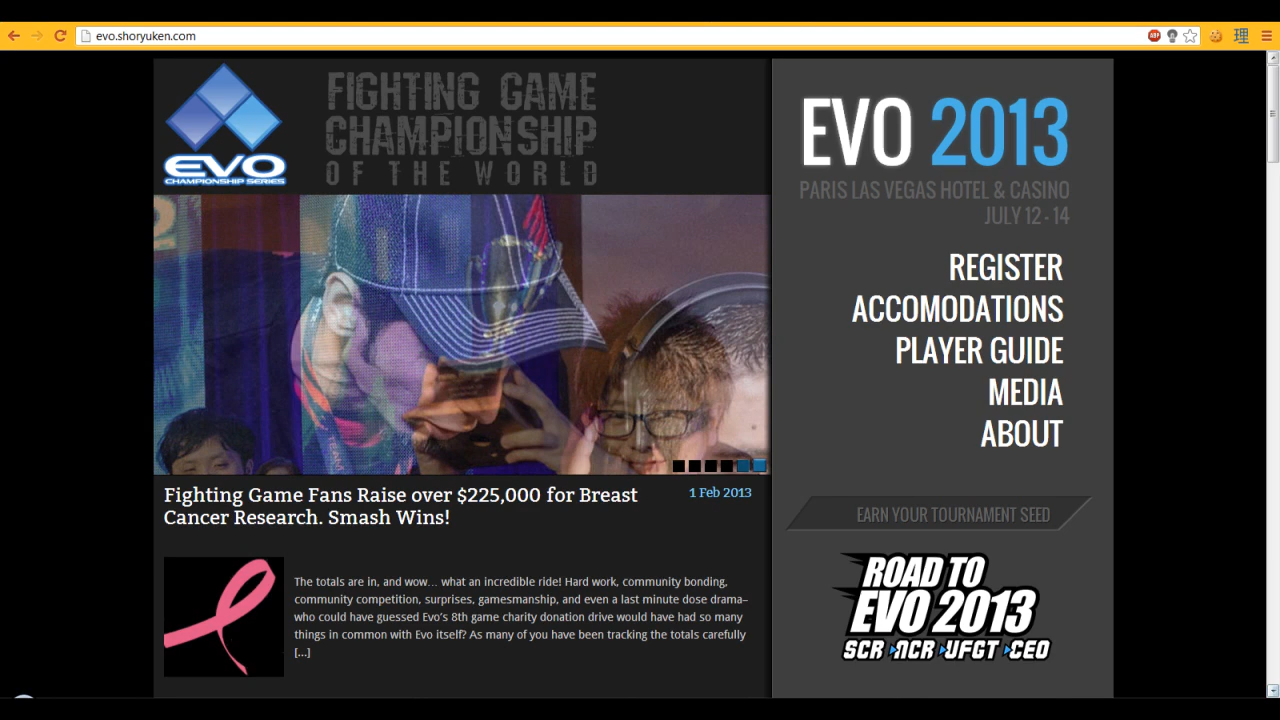 evo.shoryuken.com
ABP
理
EVO
CHAMPIONSHIP SERIES
FIGHTING GAME
CHAMPIONSHIP
OF THE WORLD
EVO 2013
PARIS LAS VEGAS HOTEL & CASINO
JULY 12 - 14
REGISTER
ACCOMODATIONS
PLAYER GUIDE
MEDIA
ABOUT
Fighting Game Fans Raise over $225,000 for Breast
Cancer Research. Smash Wins!
1 Feb 2013
The totals are in, and wow… what an incredible ride! Hard work, community bonding,
community competition, surprises, gamesmanship, and even a last minute dose drama–
who could have guessed Evo's 8th game charity donation drive would have had so many
things in common with Evo itself? As many of you have been tracking the totals carefully
[...]
EARN YOUR TOURNAMENT SEED
ROAD TO
EVO 2013
SCR NCR UFGT CEO